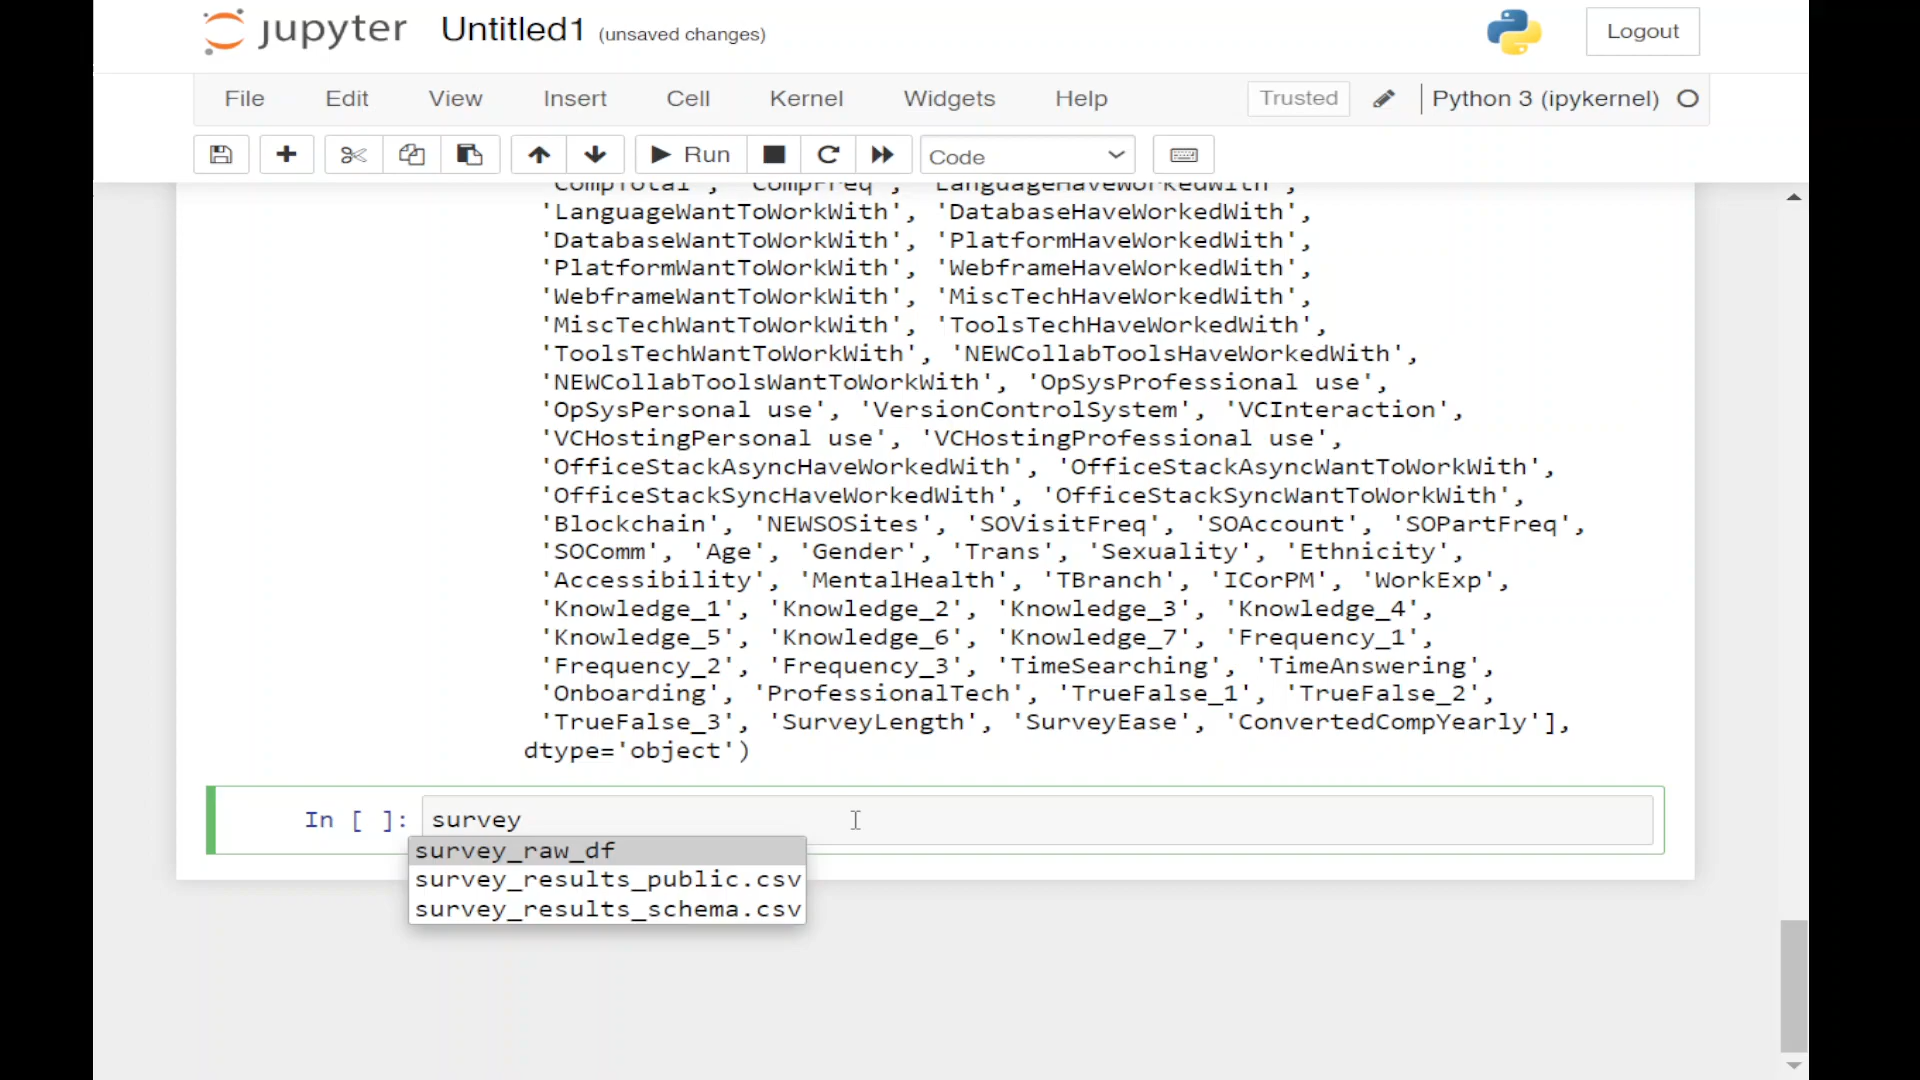 jupyter Untitled1 (unsaved changes) Logout
File Edit View Insert Cell Kernel Widgets Help Trusted Python 3 (ipykernel)
Run Code
'CompTotal', 'CompFreq', 'LanguageHaveWorkedWith',
'LanguageWantToWorkWith', 'DatabaseHaveWorkedWith',
'DatabaseWantToWorkWith', 'PlatformHaveWorkedWith',
'PlatformWantToWorkWith', 'WebframeHaveWorkedWith',
'WebframeWantToWorkWith', 'MiscTechHaveWorkedWith',
'MiscTechWantToWorkWith', 'ToolsTechHaveWorkedWith',
'ToolsTechWantToWorkWith', 'NEWCollabToolsHaveWorkedWith',
'NEWCollabToolsWantToWorkWith', 'OpSysProfessional use',
'OpSysPersonal use', 'VersionControlSystem', 'VCInteraction',
'VCHostingPersonal use', 'VCHostingProfessional use',
'OfficeStackAsyncHaveWorkedWith', 'OfficeStackAsyncWantToWorkWith',
'OfficeStackSyncHaveWorkedWith', 'OfficeStackSyncWantToWorkWith',
'Blockchain', 'NEWSOSites', 'SOVisitFreq', 'SOAccount', 'SOPartFreq',
'SOComm', 'Age', 'Gender', 'Trans', 'Sexuality', 'Ethnicity',
'Accessibility', 'MentalHealth', 'TBranch', 'ICorPM', 'WorkExp',
'Knowledge_1', 'Knowledge_2', 'Knowledge_3', 'Knowledge_4',
'Knowledge_5', 'Knowledge_6', 'Knowledge_7', 'Frequency_1',
'Frequency_2', 'Frequency_3', 'TimeSearching', 'TimeAnswering',
'Onboarding', 'ProfessionalTech', 'TrueFalse_1', 'TrueFalse_2',
'TrueFalse_3', 'SurveyLength', 'SurveyEase', 'ConvertedCompYearly'],
dtype='object')
In [ ]: survey
survey_raw_df
survey_results_public.csv
survey_results_schema.csv